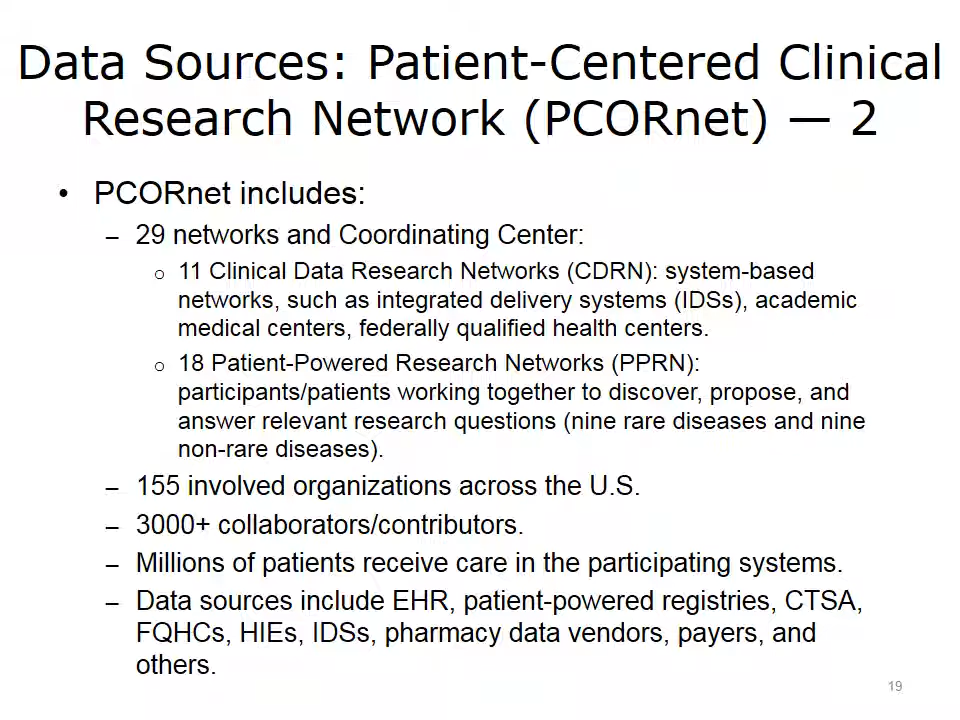 Data Sources: Patient-Centered Clinical
Research Network (PCORnet) — 2
• PCORnet includes:
– 29 networks and Coordinating Center:
o 11 Clinical Data Research Networks (CDRN): system-based
networks, such as integrated delivery systems (IDSs), academic
medical centers, federally qualified health centers.
o 18 Patient-Powered Research Networks (PPRN):
participants/patients working together to discover, propose, and
answer relevant research questions (nine rare diseases and nine
non-rare diseases).
– 155 involved organizations across the U.S.
– 3000+ collaborators/contributors.
– Millions of patients receive care in the participating systems.
– Data sources include EHR, patient-powered registries, CTSA,
FQHCs, HIEs, IDSs, pharmacy data vendors, payers, and
others.
19